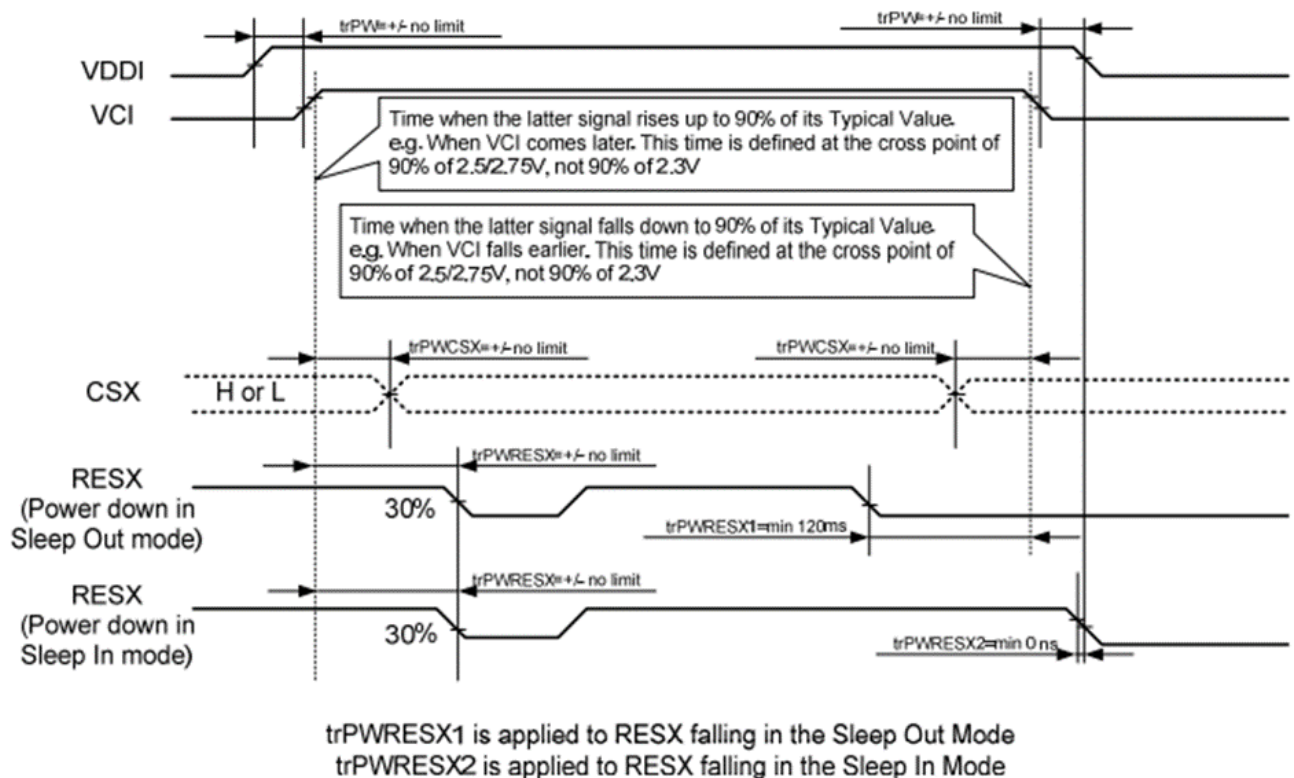 trPW=+/- no limit
trPW=+/- no limit
VDDI
VCI
Time when the latter signal rises up to 90% of its Typical Value.
e.g. When VCI comes later. This time is defined at the cross point of
90% of 2.5/2.75V, not 90% of 2.3V
Time when the latter signal falls down to 90% of its Typical Value.
e.g. When VCI falls earlier. This time is defined at the cross point of
90% of 2.5/2.75V, not 90% of 2.3V
trPWCSX=+/- no limit
trPWCSX=+/- no limit
CSX
H or L
trPWRESX=+/- no limit
RESX
(Power down in
Sleep Out mode)
30%
trPWRESX1=min 120ms
trPWRESX=+/- no limit
RESX
(Power down in
Sleep In mode)
30%
trPWRESX2=min 0 ns
trPWRESX1 is applied to RESX falling in the Sleep Out Mode
trPWRESX2 is applied to RESX falling in the Sleep In Mode